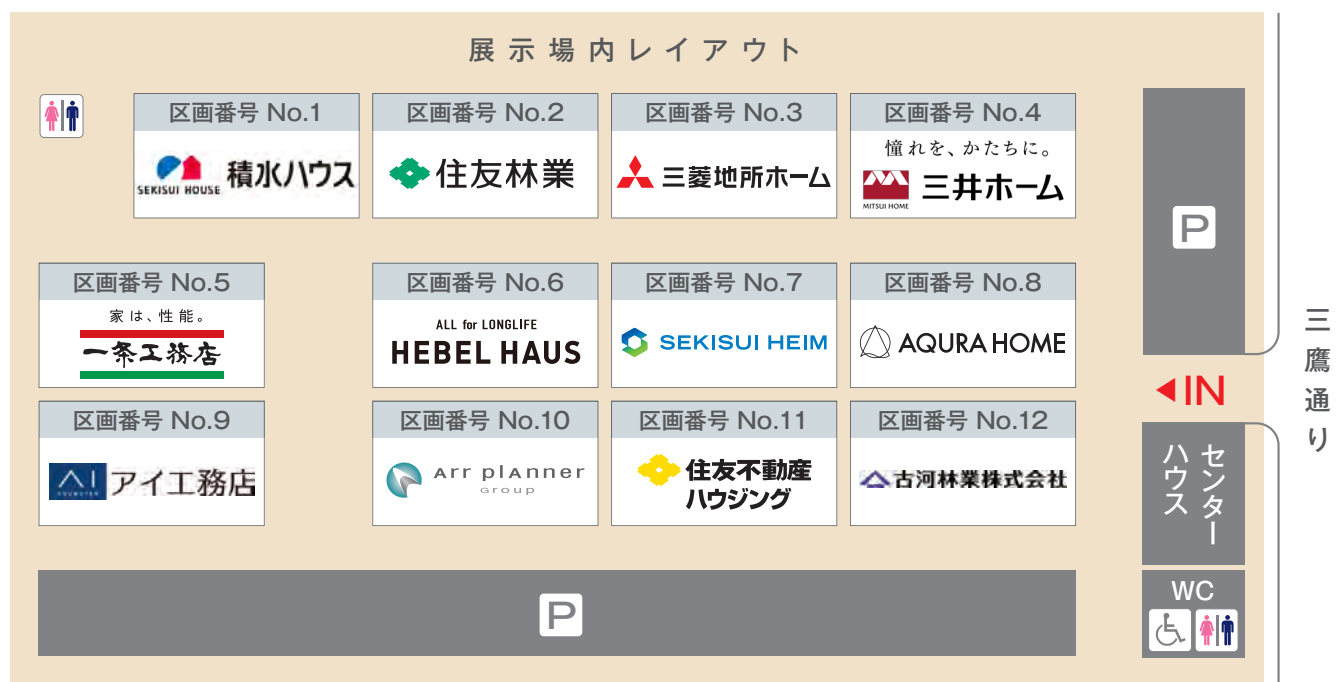 展示場内レイアウト
区画番号 No.1
SEKISUI HOUSE 積水ハウス
区画番号 No.2
住友林業
区画番号 No.3
三菱地所ホーム
区画番号 No.4
憧れを、かたちに。
MITSUI HOME 三井ホーム
P
区画番号 No.5
家は、性能。
一条工務店
区画番号 No.6
ALL for LONGLIFE
HEBEL HAUS
区画番号 No.7
SEKISUI HEIM
区画番号 No.8
AQURA HOME
IN
三鷹通り
区画番号 No.9
アイ工務店
区画番号 No.10
Arr plAnner
GROUP
区画番号 No.11
住友不動産
ハウジング
区画番号 No.12
古河林業株式会社
センター
ハウス
P
WC